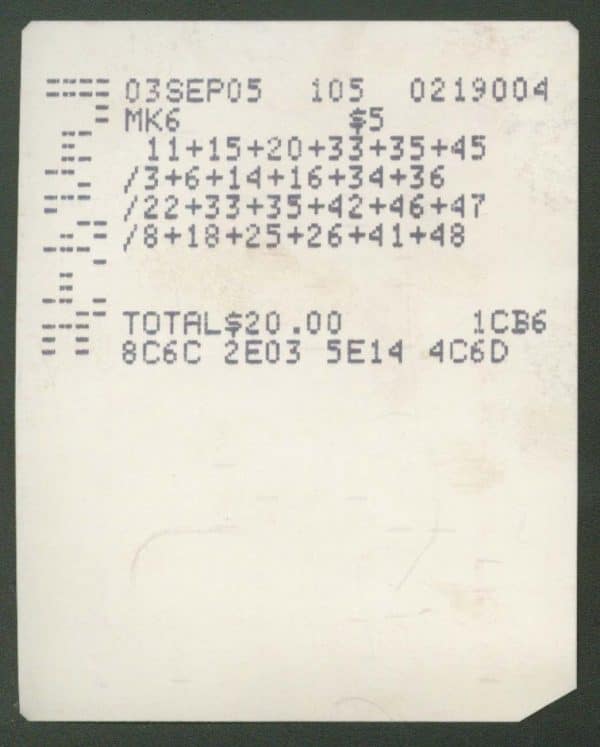 03SEP05 105 0219004
MK6 $5
11+15+20+33+35+45
/3+6+14+16+34+36
/22+33+35+42+46+47
/8+18+25+26+41+48
TOTAL$20.00 1CB6
8C6C 2E03 5E14 4C6D